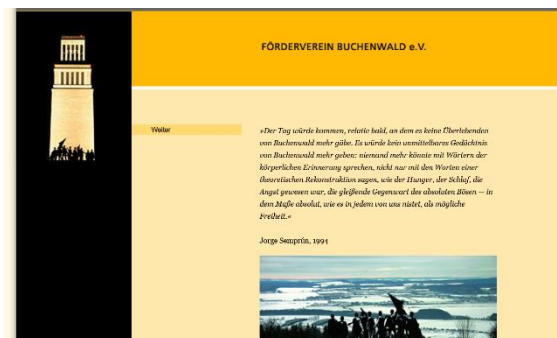 FÖRDERVEREIN BUCHENWALD e.V.
Weiter
»Der Tag würde kommen, relativ bald, an dem es keine Überlebenden
von Buchenwald mehr gäbe. Es würde kein unmittelbares Gedächtnis
von Buchenwald mehr geben: niemand mehr könnte mit Wörtern der
körperlichen Erinnerung sprechen, nicht nur mit den Worten einer
theoretischen Rekonstruktion sagen, wie der Hunger, der Schlaf, die
Angst gewesen war, die gleißende Gegenwart des absoluten Bösen — in
dem Maße absolut, wie es in jedem von uns nistet, als mögliche
Freiheit.«
Jorge Semprún, 1994